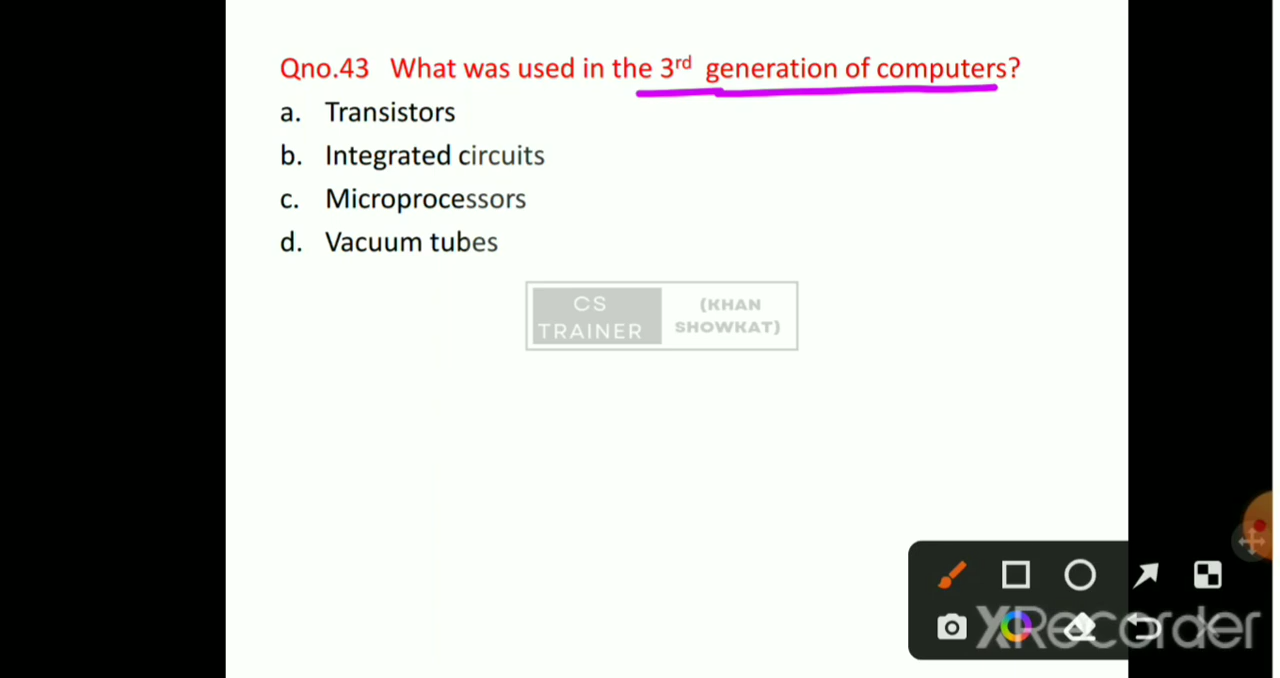 Qno.43 What was used in the 3rd generation of computers?
a. Transistors
b. Integrated circuits
c. Microprocessors
d. Vacuum tubes
CS TRAINER
(KHAN SHOWKAT)
XRecorder